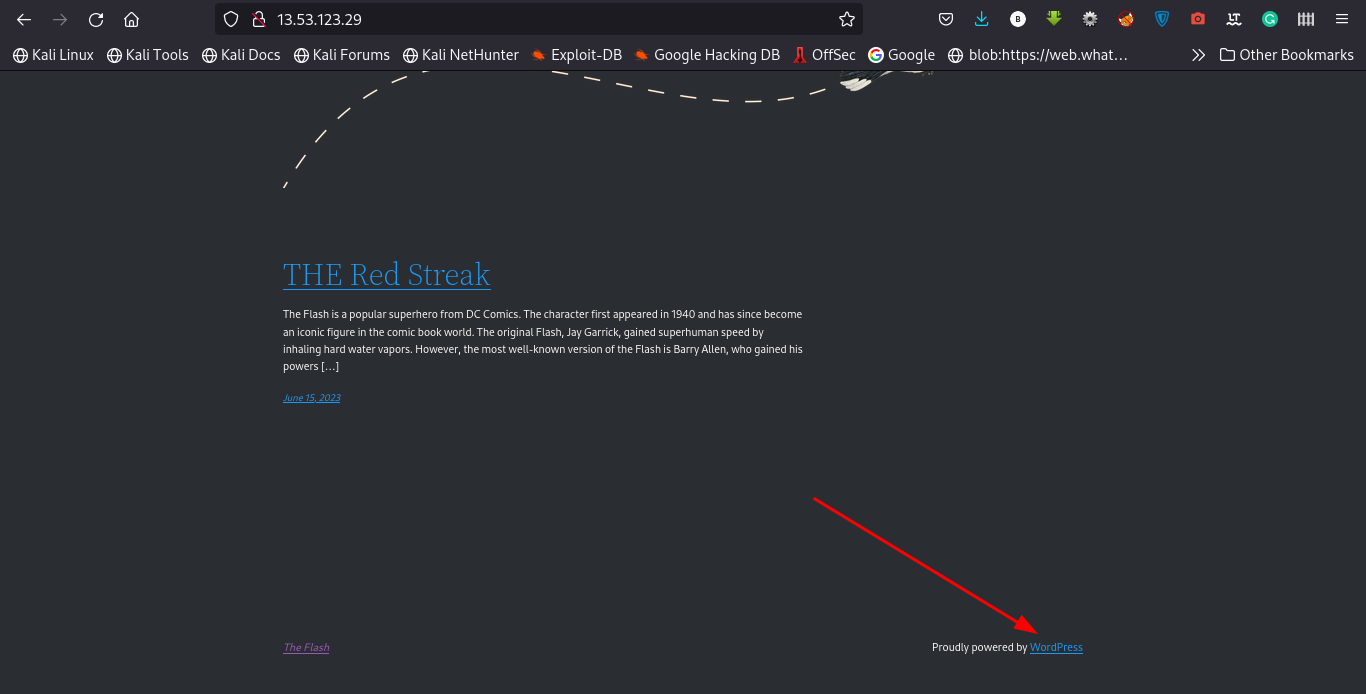 13.53.123.29
Kali Linux Kali Tools Kali Docs Kali Forums Kali NetHunter Exploit-DB Google Hacking DB OffSec Google blob:https://web.what… Other Bookmarks
THE Red Streak
The Flash is a popular superhero from DC Comics. The character first appeared in 1940 and has since become
an iconic figure in the comic book world. The original Flash, Jay Garrick, gained superhuman speed by
inhaling hard water vapors. However, the most well-known version of the Flash is Barry Allen, who gained his
powers […]
June 15, 2023
The Flash Proudly powered by WordPress